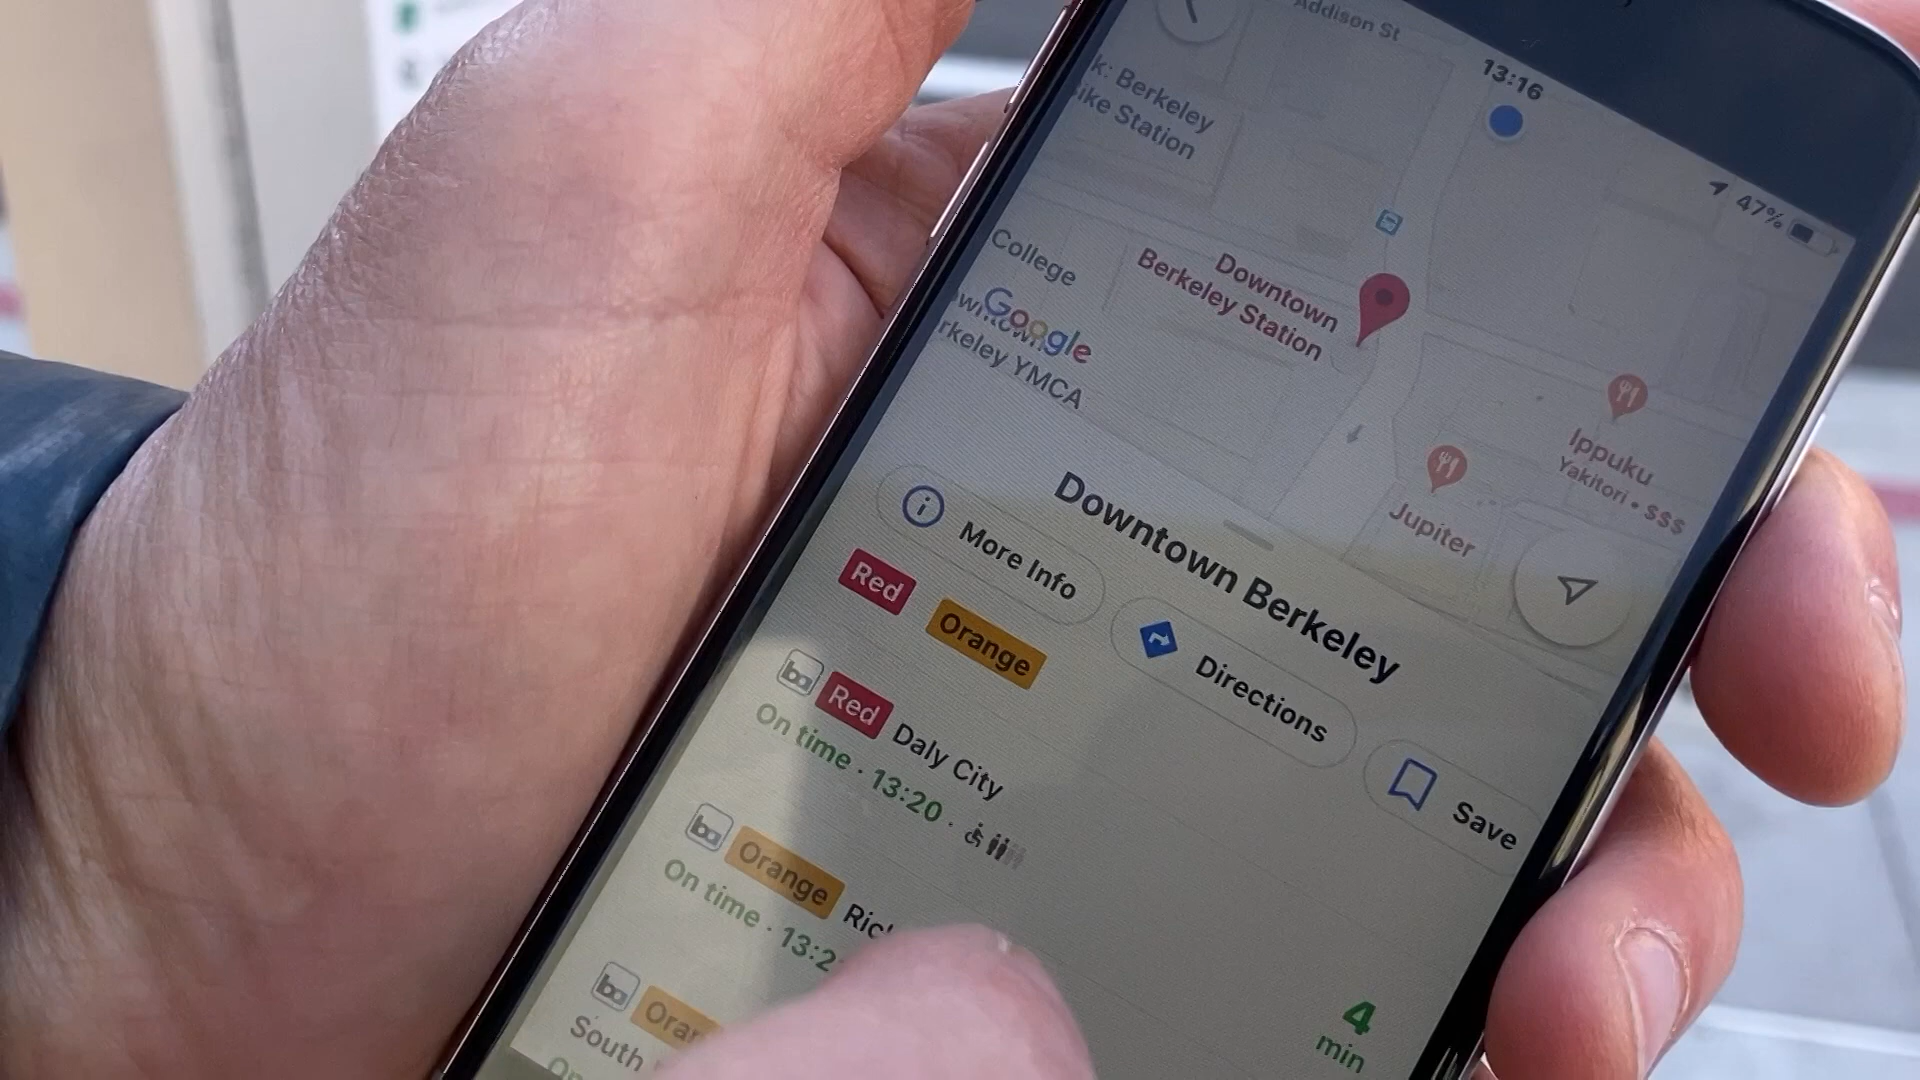 Addison St
13:16
47%
k: Berkeley
ike Station
Downtown
Berkeley Station
College
Google
rkeley YMCA
Ippuku
Yakitori • $$$
Jupiter
Downtown Berkeley
More Info
Directions
Save
Red
Orange
Red Daly City
On time · 13:20 ·
4
min
Orange
On time · 13:2
South